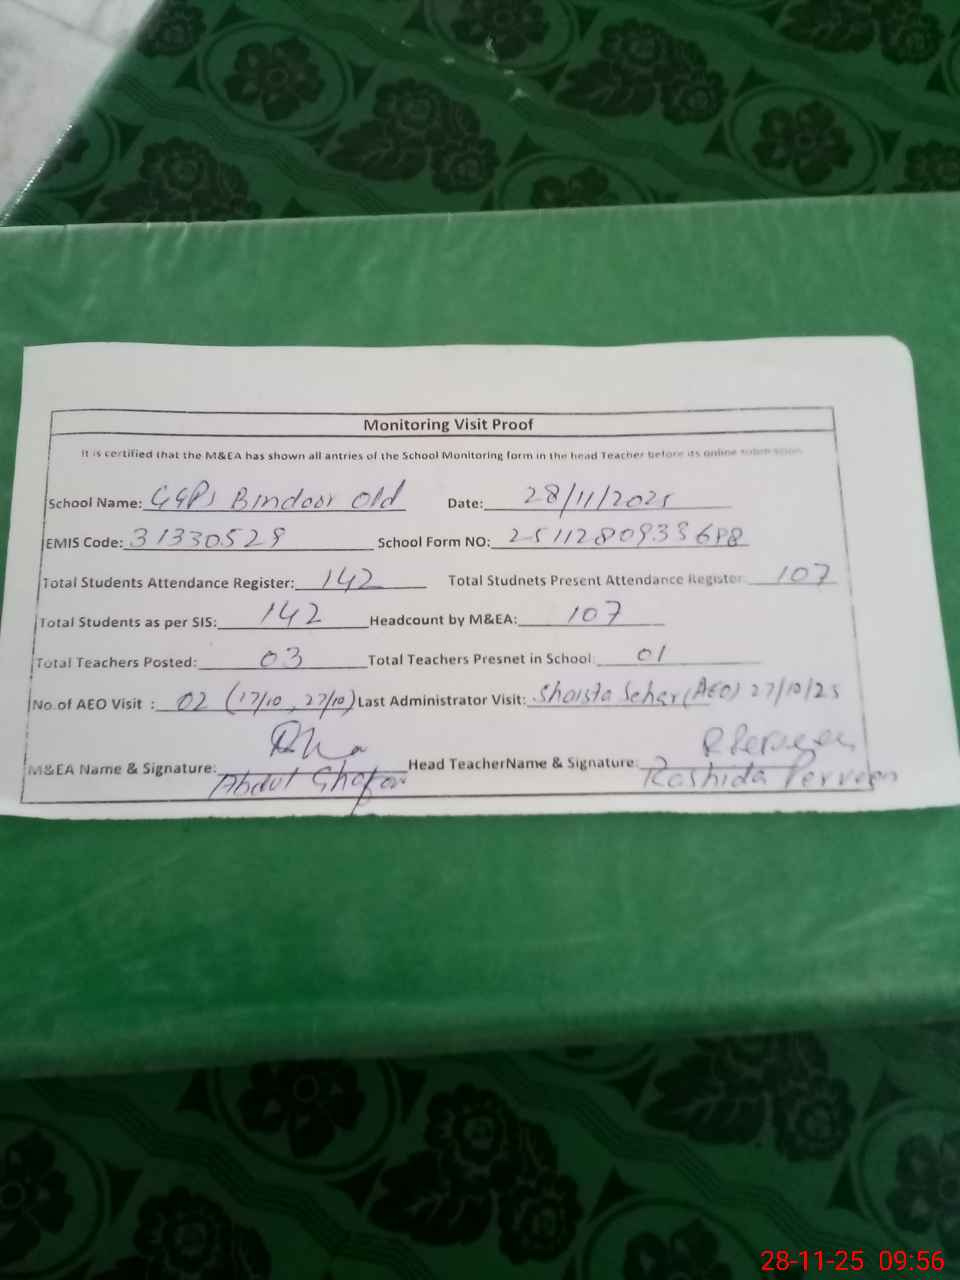 Monitoring Visit Proof
It is certified that the M&EA has shown all antries of the School Monitoring form in the head Teacher before its online submission
School Name: GGPS Bindoor Old Date: 28/11/2025
EMIS Code: 31330529 School Form NO:
Total Students Attendance Register: 142 Total Studnets Present Attendance Register: 107
Total Students as per SIS: 142 Headcount by M&EA: 107
Total Teachers Posted: 03 Total Teachers Presnet in School: 01
No.of AEO Visit : 02 (17/10, 27/10) Last Administrator Visit: Shaista Sehar (AEO) 27/10/25
M&EA Name & Signature: Abdul Ghafar Head TeacherName & Signature: Rashida Perveen
28-11-25 09:56